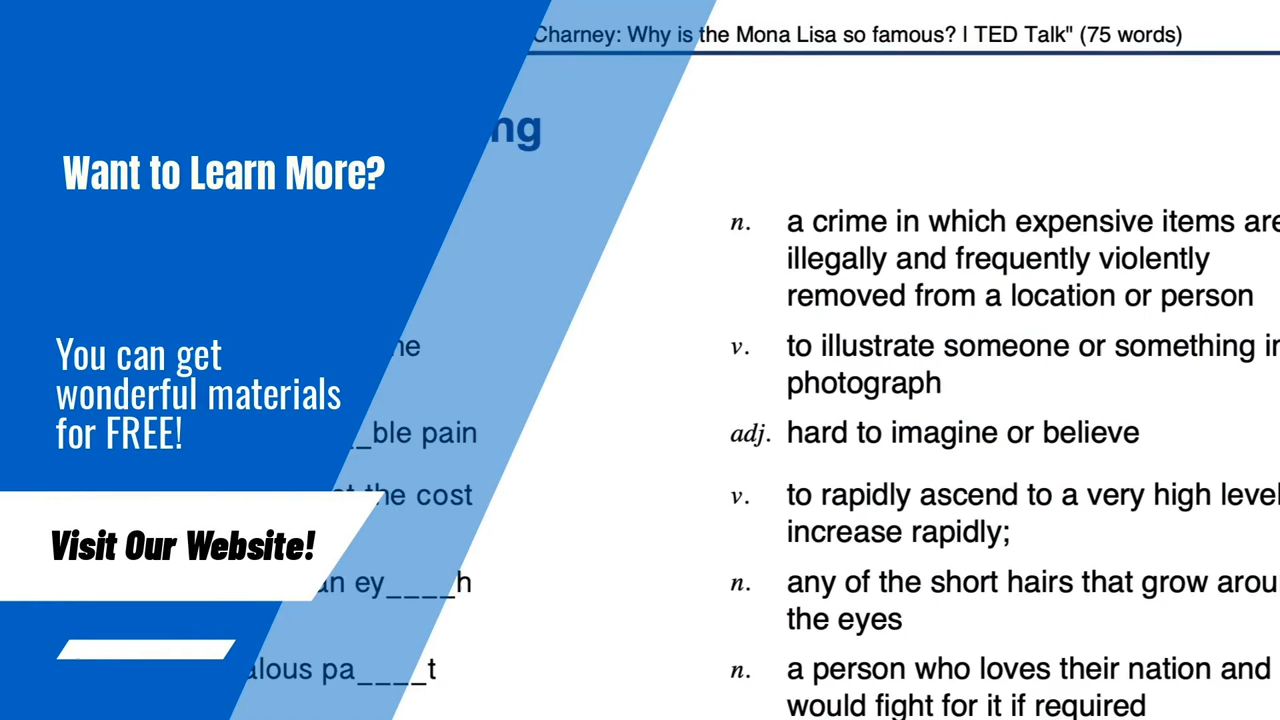 Charney: Why is the Mona Lisa so famous? | TED Talk" (75 words)
ng
Want to Learn More?
You can get
wonderful materials
for FREE!
Visit Our Website!
ne
_ble pain
at the cost
an ey____h
alous pa____t
n. a crime in which expensive items are
illegally and frequently violently
removed from a location or person
v. to illustrate someone or something in
photograph
adj. hard to imagine or believe
v. to rapidly ascend to a very high level
increase rapidly;
n. any of the short hairs that grow arou
the eyes
n. a person who loves their nation and
would fight for it if required